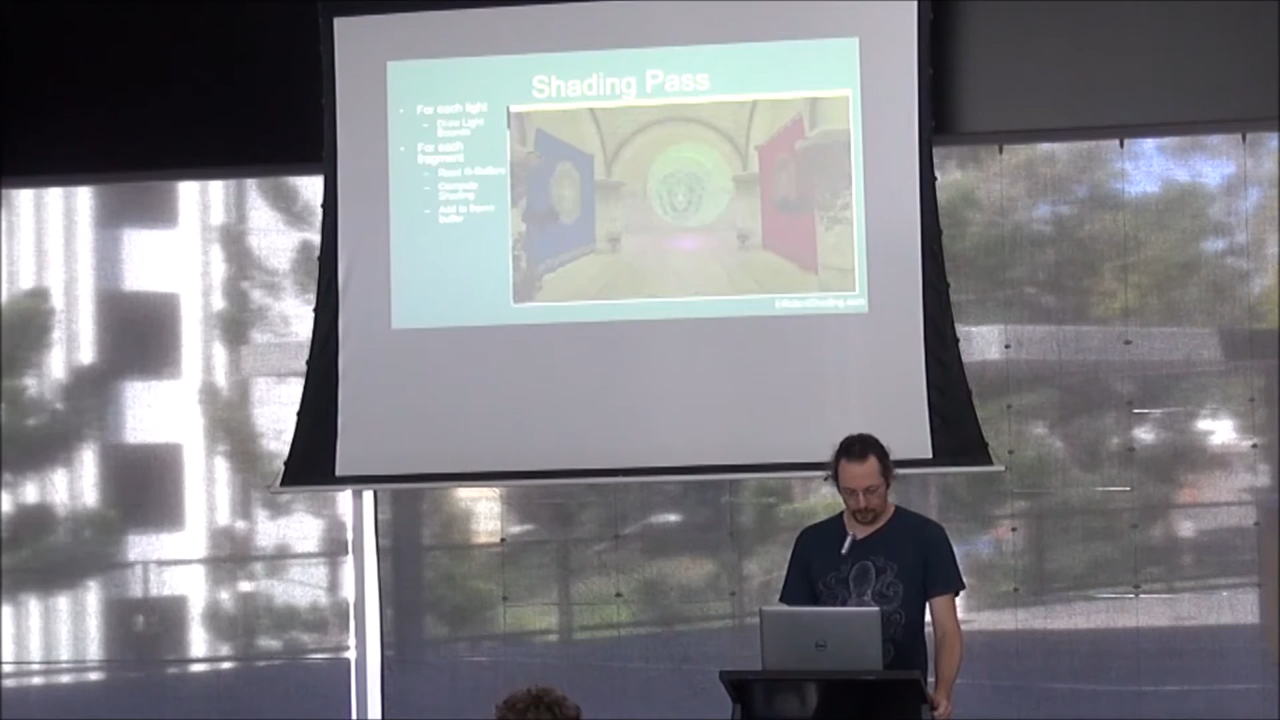 Shading Pass
For each light
Draw Light
Bounds
For each
fragment
Read G-Buffers
Compute
Shading
Add to frame
buffer
DELL